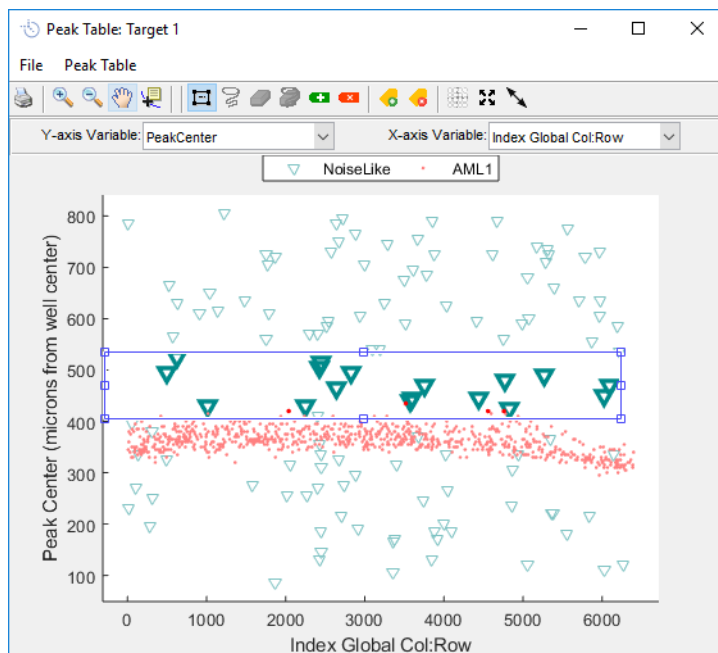 Peak Table: Target 1
File Peak Table
Y-axis Variable: PeakCenter X-axis Variable: Index Global Col:Row
NoiseLike AML1
800
700
600
500
400
300
200
100
Peak Center (microns from well center)
0 1000 2000 3000 4000 5000 6000
Index Global Col:Row